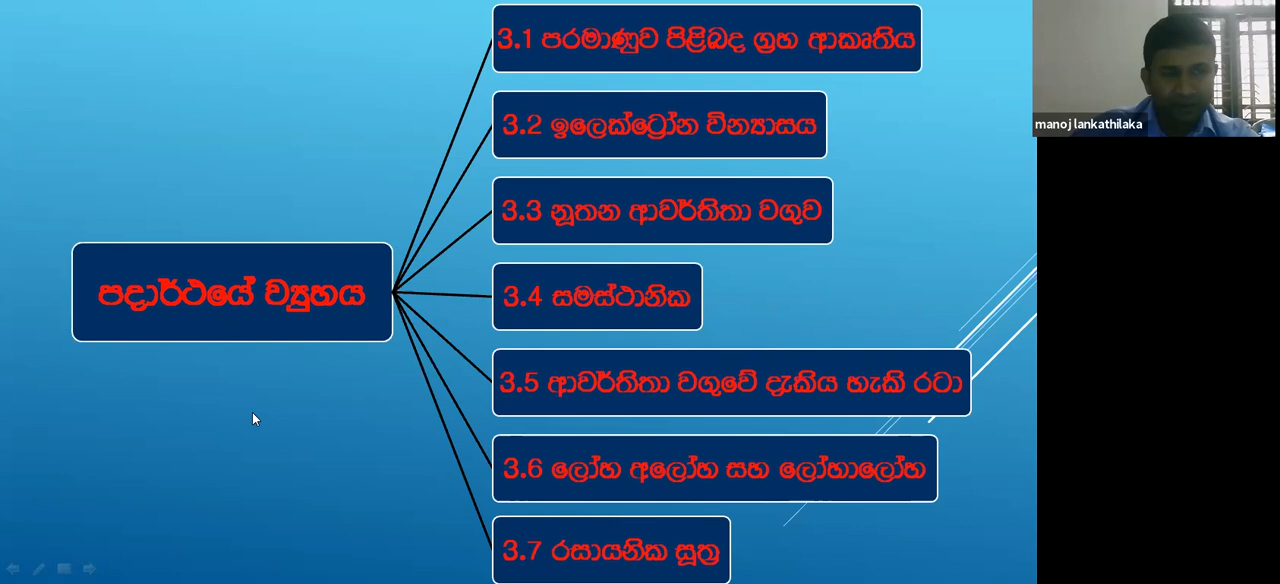 3.1 පරමාණුව පිළිබද ග්‍රහ ආකෘතිය
manoj lankathilaka
3.2 ඉලෙක්ට්‍රෝන වින්‍යාසය
3.3 නූතන ආවර්තිතා වගුව
පදාර්ථයේ ව්‍යුහය
3.4 සමස්ථානික
3.5 ආවර්තිතා වගුවේ දැකිය හැකි රටා
3.6 ලෝහ අලෝහ සහ ලෝහාලෝහ
3.7 රසායනික සූත්‍ර